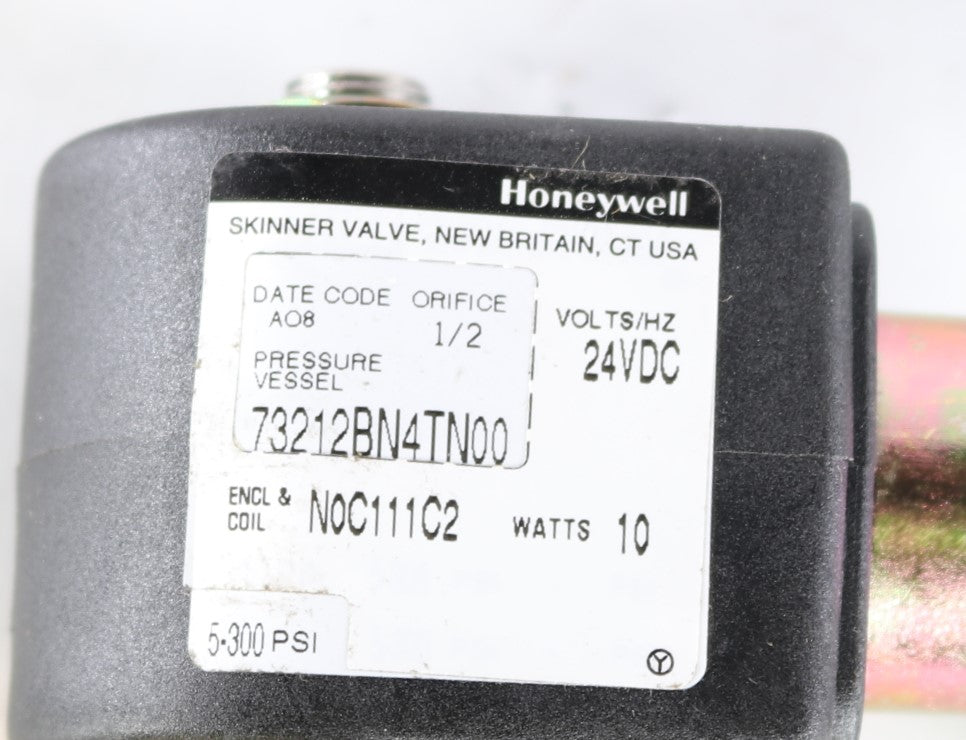 Honeywell
SKINNER VALVE, NEW BRITAIN, CT USA
DATE CODE ORIFICE
A08 1/2
PRESSURE
VESSEL
73212BN4TN00
VOLTS/HZ
24VDC
ENCL &
COIL N0C111C2 WATTS 10
5-300 PSI
Y